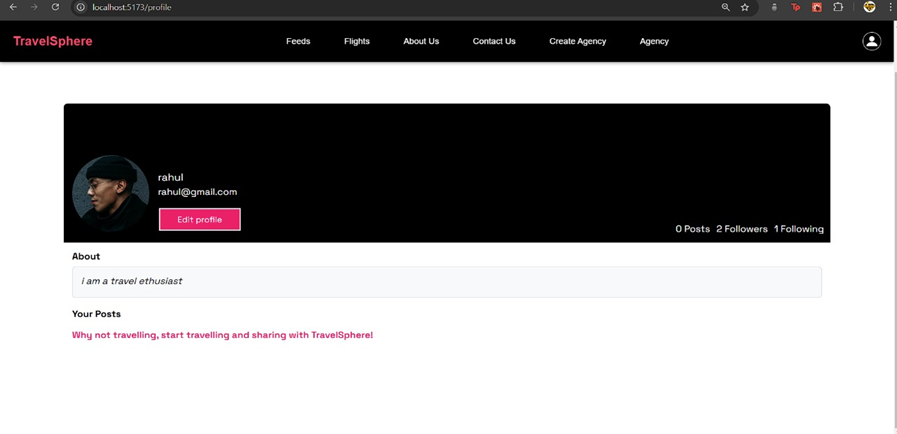 localhost:5173/profile
TravelSphere Feeds Flights About Us Contact Us Create Agency Agency
rahul
rahul@gmail.com
Edit profile
0 Posts 2 Followers 1 Following
About
i am a travel ethusiast
Your Posts
Why not travelling, start travelling and sharing with TravelSphere!